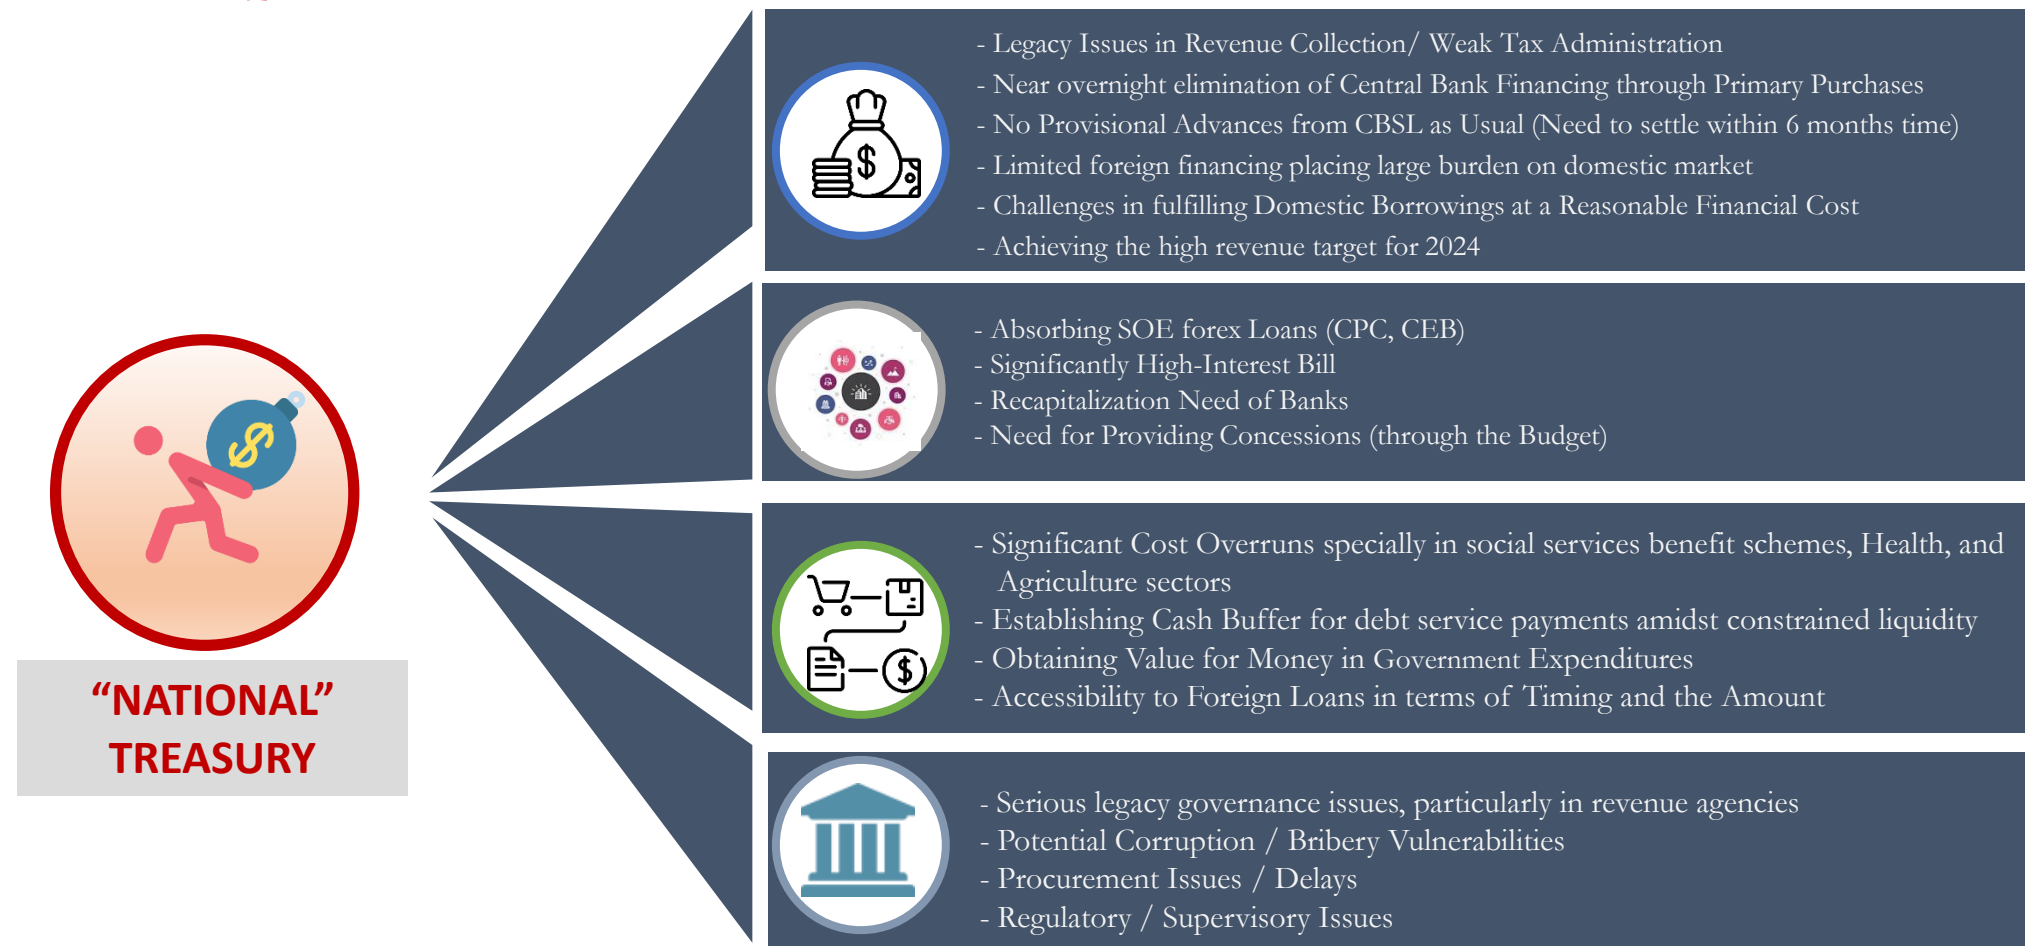 - Legacy Issues in Revenue Collection/ Weak Tax Administration
- Near overnight elimination of Central Bank Financing through Primary Purchases
- No Provisional Advances from CBSL as Usual (Need to settle within 6 months time)
- Limited foreign financing placing large burden on domestic market
- Challenges in fulfilling Domestic Borrowings at a Reasonable Financial Cost
- Achieving the high revenue target for 2024
- Absorbing SOE forex Loans (CPC, CEB)
- Significantly High-Interest Bill
- Recapitalization Need of Banks
- Need for Providing Concessions (through the Budget)
- Significant Cost Overruns specially in social services benefit schemes, Health, and
Agriculture sectors
- Establishing Cash Buffer for debt service payments amidst constrained liquidity
- Obtaining Value for Money in Government Expenditures
- Accessibility to Foreign Loans in terms of Timing and the Amount
- Serious legacy governance issues, particularly in revenue agencies
- Potential Corruption / Bribery Vulnerabilities
- Procurement Issues / Delays
- Regulatory / Supervisory Issues
“NATIONAL”
TREASURY
$
$
$